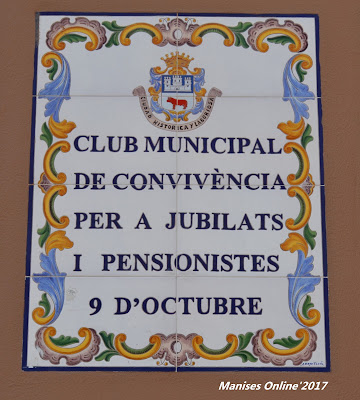 CLUB MUNICIPAL
DE CONVIVÈNCIA
PER A JUBILATS
I PENSIONISTES
9 D'OCTUBRE
Manises Online'2017